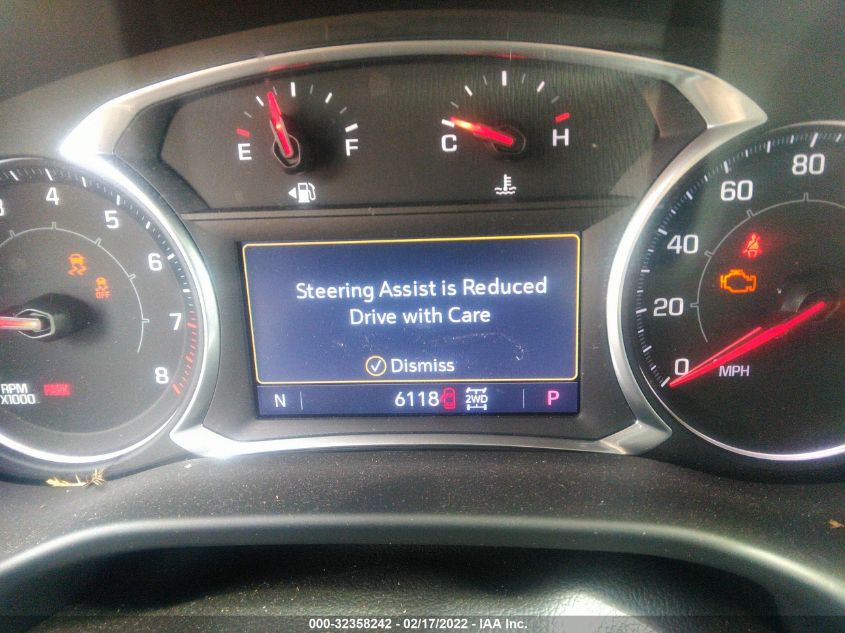 E F C H
80
60
4
5
40
6
OFF
Steering Assist is Reduced
Drive with Care
20
7
Dismiss
8
0
MPH
RPM
X1000
N 6118 2WD P
000-32358242 - 02/17/2022 - IAA Inc.